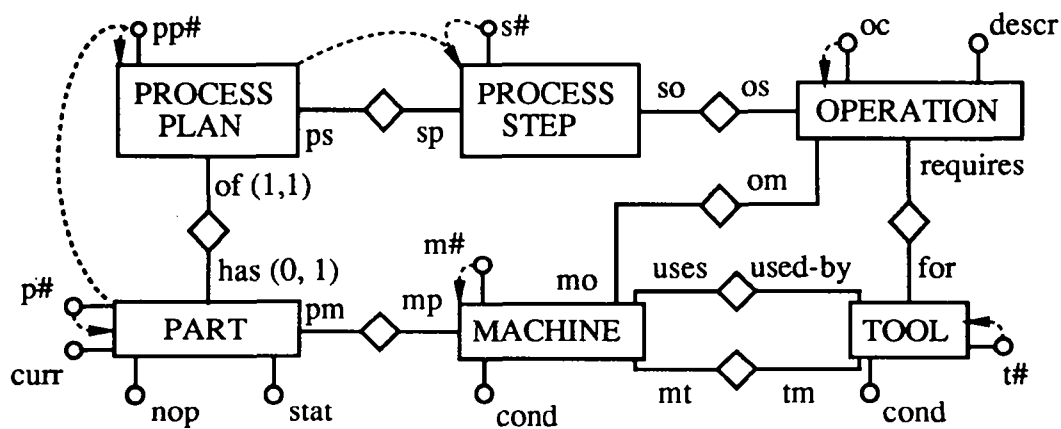 pp#
s#
oc
descr
PROCESS
PLAN
PROCESS
STEP
OPERATION
ps
sp
so
os
of (1,1)
om
requires
has (0, 1)
m#
mo
uses
used-by
for
p#
pm
mp
PART
MACHINE
TOOL
curr
nop
stat
cond
mt
tm
cond
t#